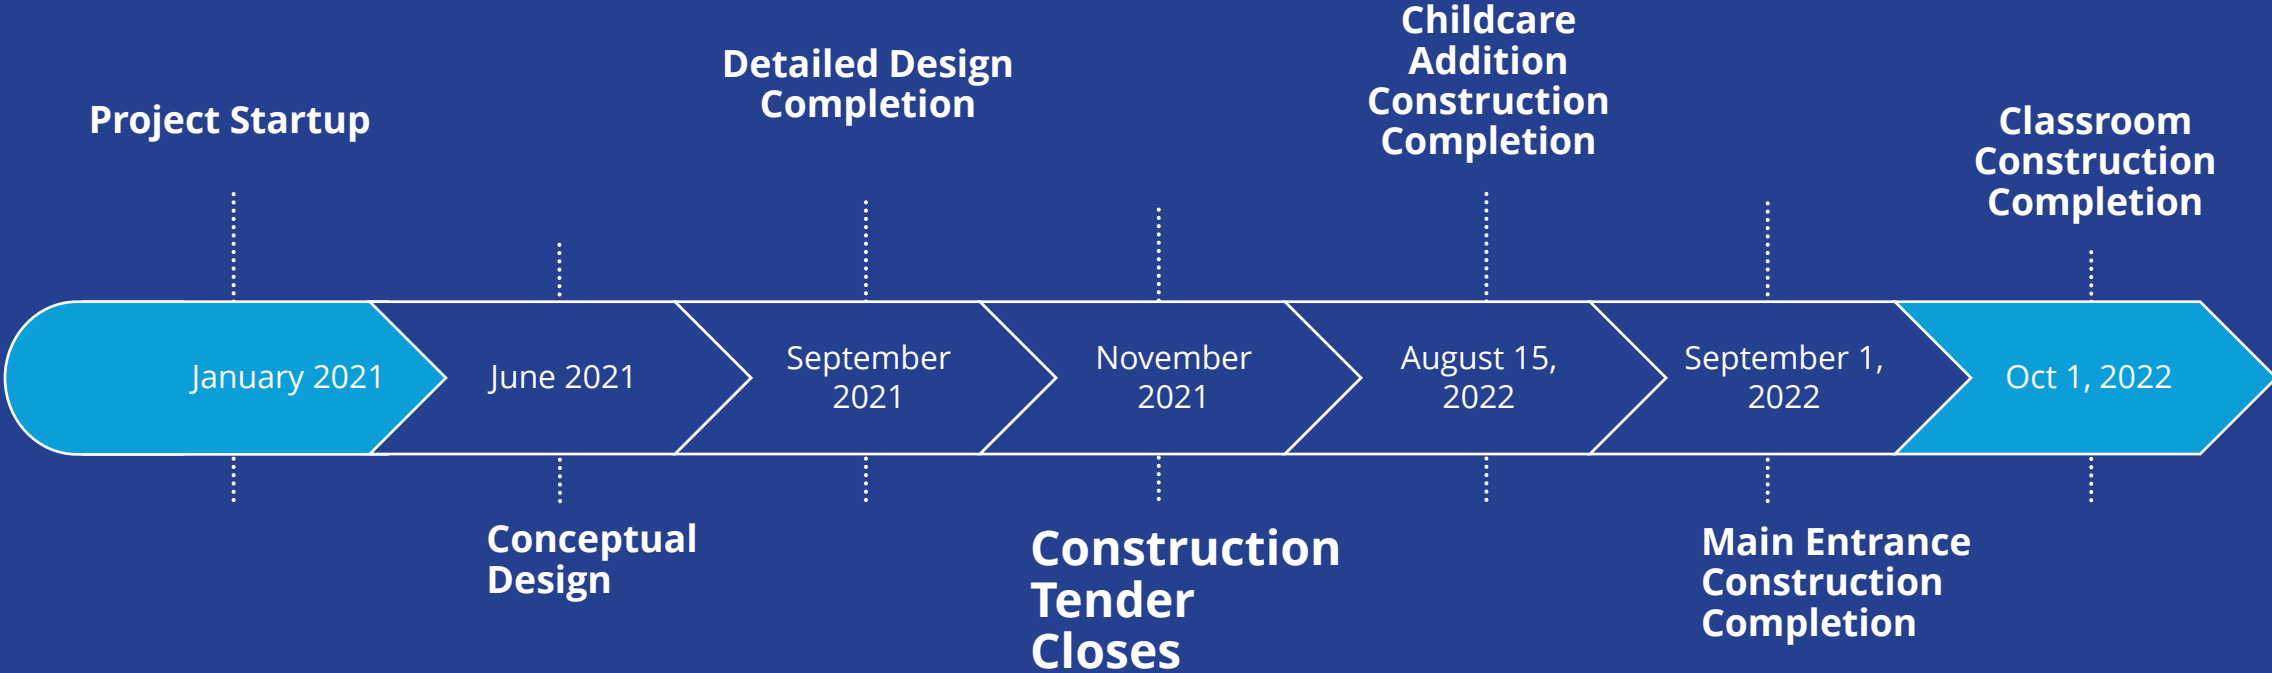 Project Startup
Detailed Design
Completion
Childcare
Addition
Construction
Completion
Classroom
Construction
Completion
January 2021
June 2021
September
2021
November
2021
August 15,
2022
September 1,
2022
Oct 1, 2022
Conceptual
Design
Construction
Tender
Closes
Main Entrance
Construction
Completion